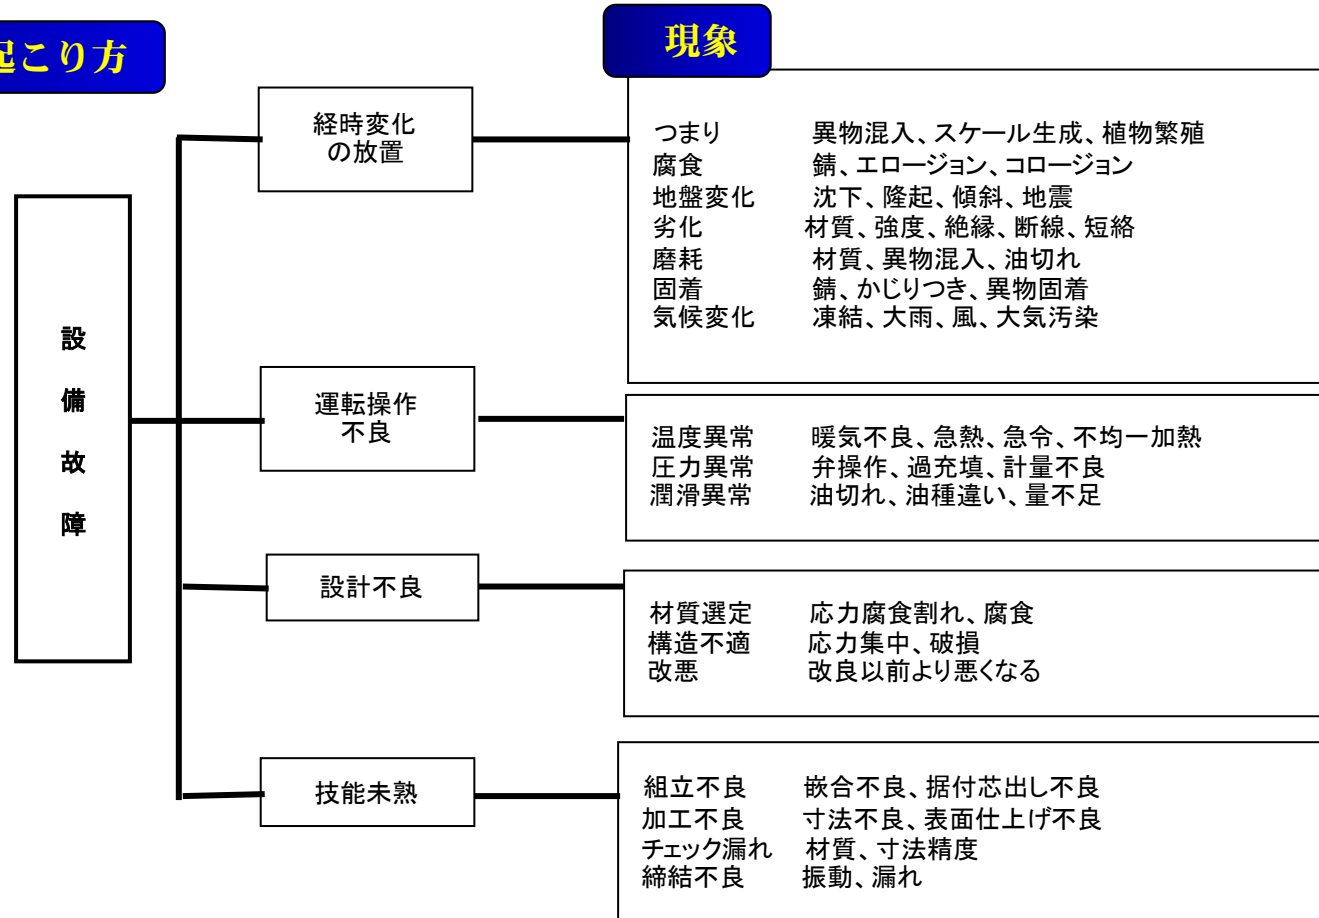 起こり方
現象
設備故障
経時変化
の放置
つまり 異物混入、スケール生成、植物繁殖
腐食 錆、エロージョン、コロージョン
地盤変化 沈下、隆起、傾斜、地震
劣化 材質、強度、絶縁、断線、短絡
磨耗 材質、異物混入、油切れ
固着 錆、かじりつき、異物固着
気候変化 凍結、大雨、風、大気汚染
運転操作
不良
温度異常 暖気不良、急熱、急令、不均一加熱
圧力異常 弁操作、過充填、計量不良
潤滑異常 油切れ、油種違い、量不足
設計不良
材質選定 応力腐食割れ、腐食
構造不適 応力集中、破損
改悪 改良以前より悪くなる
技能未熟
組立不良 嵌合不良、据付芯出し不良
加工不良 寸法不良、表面仕上げ不良
チェック漏れ 材質、寸法精度
締結不良 振動、漏れ